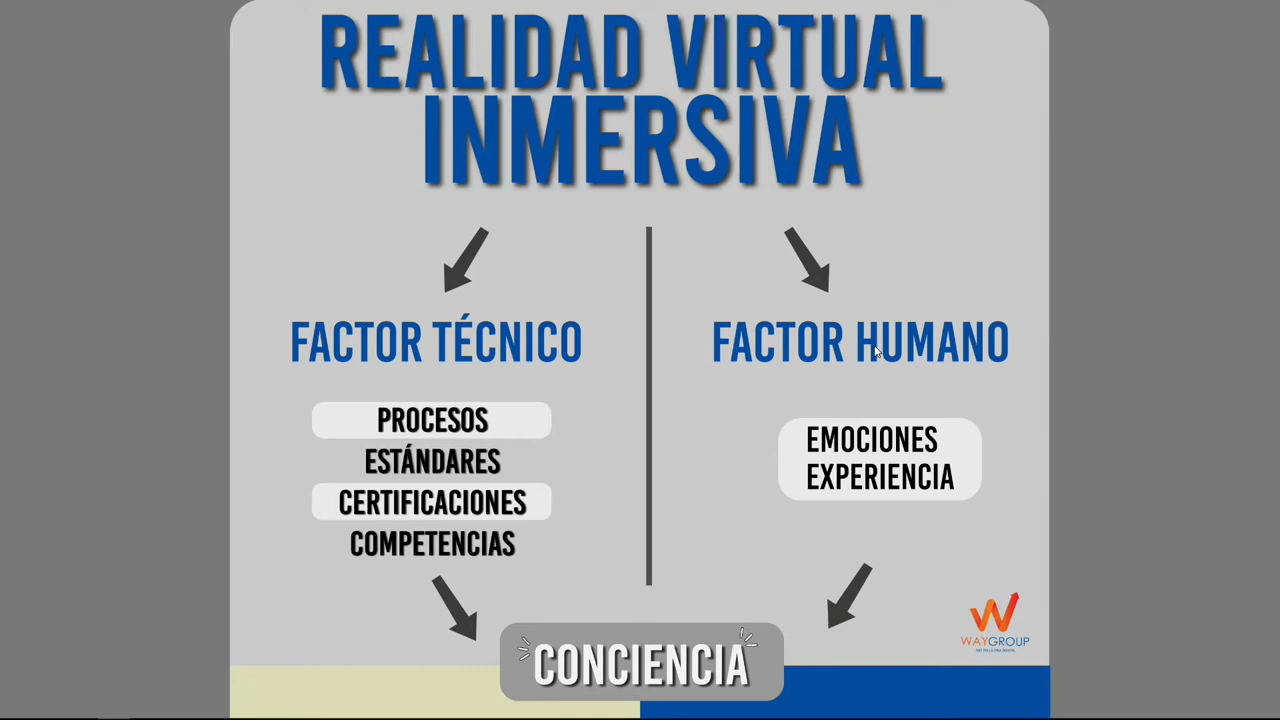 REALIDAD VIRTUAL
INMERSIVA
FACTOR TÉCNICO
PROCESOS
ESTÁNDARES
CERTIFICACIONES
COMPETENCIAS
FACTOR HUMANO
EMOCIONES
EXPERIENCIA
CONCIENCIA
WAYGROUP